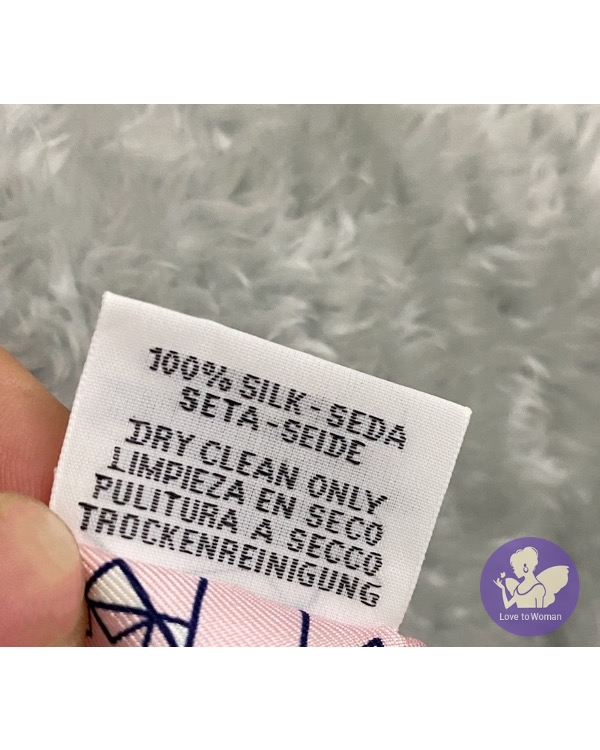 100% SILK-SEDA
SETA-SEIDE
DRY CLEAN ONLY
LIMPIEZA EN SECO
PULITURA A SECCO
TROCKENREINIGUNG
Love to Woman